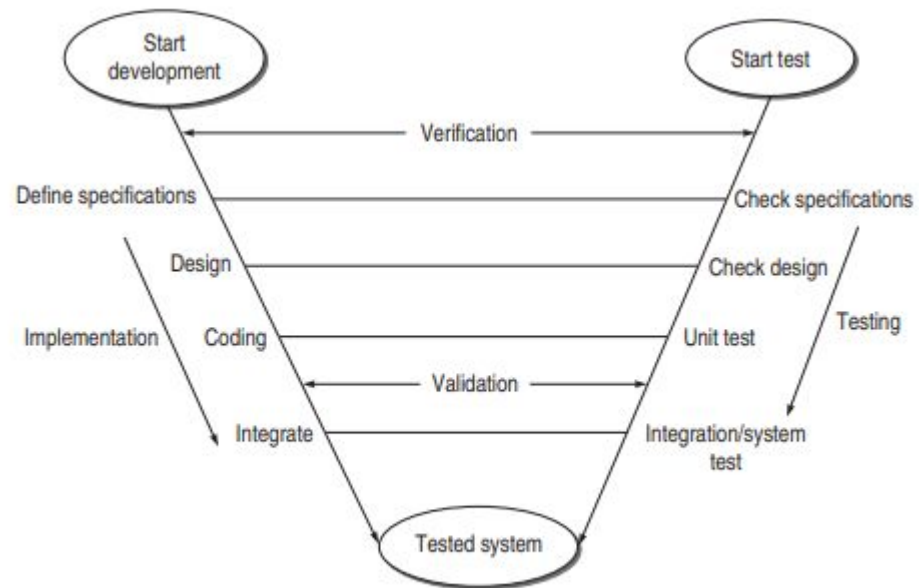 Start
development
Start test
Verification
Define specifications
Check specifications
Design
Check design
Implementation
Coding
Unit test
Testing
Validation
Integrate
Integration/system
test
Tested system